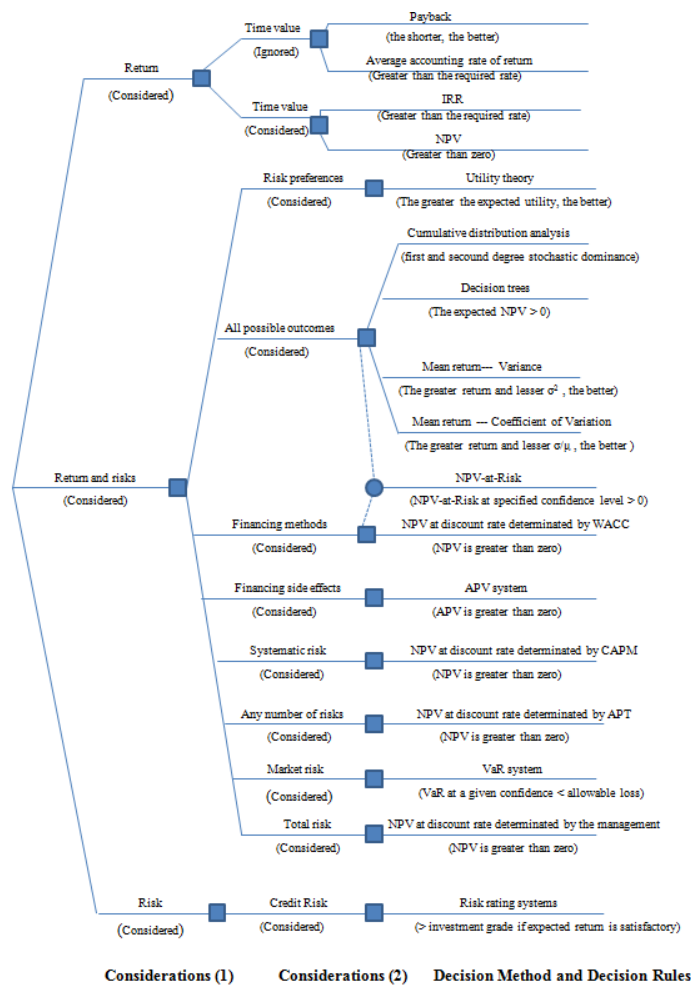 Payback
Time value
(the shorter, the better)
(Ignored)
Average accounting rate of return
Return
(Greater than the required rate)
(Considered)
IRR
Time value
(Greater than the required rate)
(Considered)
NPV
(Greater than zero)
Risk preferences
Utility theory
(Considered)
(The greater the expected utility, the better)
Cumulative distribution analysis
(first and secound degree stochastic dominance)
Decision trees
(The expected NPV > 0)
All possible outcomes
(Considered)
Mean return--- Variance
(The greater return and lesser σ², the better)
Mean return --- Coefficient of Variation
(The greater return and lesser σ/μ , the better )
Return and risks
NPV-at-Risk
(Considered)
(NPV-at-Risk at specified confidence level > 0)
Financing methods
NPV at discount rate determinated by WACC
(Considered)
(NPV is greater than zero)
Financing side effects
APV system
(Considered)
(APV is greater than zero)
Systematic risk
NPV at discount rate determinated by CAPM
(Considered)
(NPV is greater than zero)
Any number of risks
NPV at discount rate determinated by APT
(Considered)
(NPV is greater than zero)
Market risk
VaR system
(Considered)
(VaR at a given confidence < allowable loss)
Total risk
NPV at discount rate determinated by the management
(Considered)
(NPV is greater than zero)
Risk
Credit Risk
Risk rating systems
(Considered)
(Considered)
(> investment grade if expected return is satisfactory)
Considerations (1)
Considerations (2)
Decision Method and Decision Rules